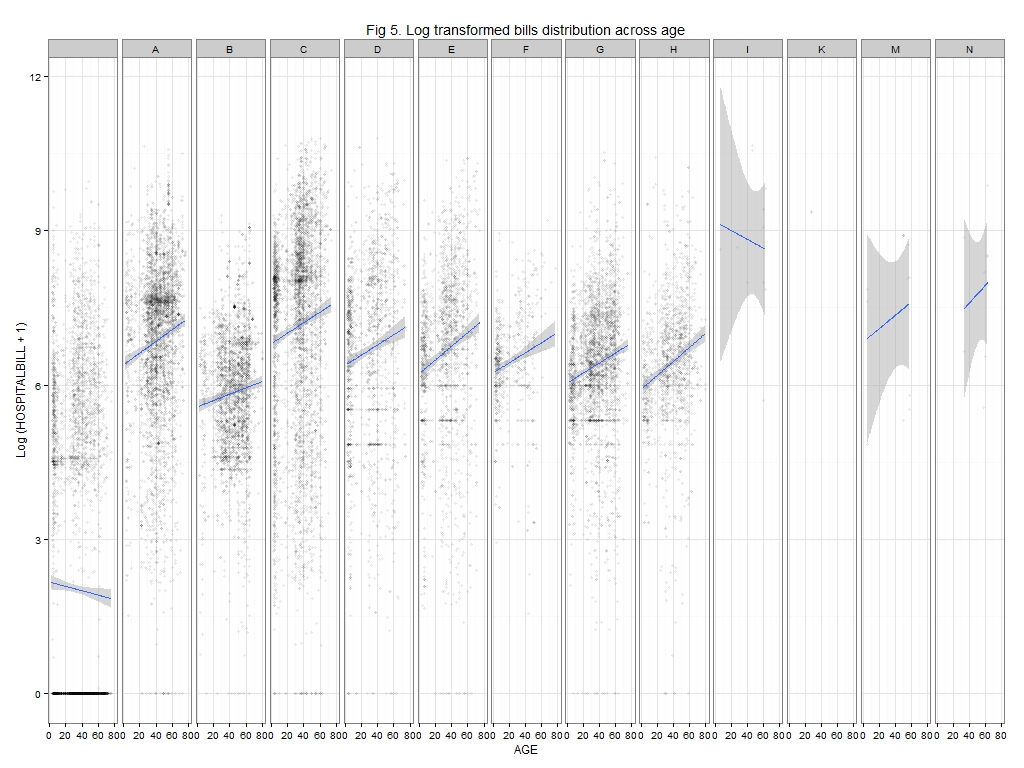 Fig 5. Log transformed bills distribution across age
A B C D E F G H I K M N
12
9
6
3
0
Log (HOSPITALBILL + 1)
0 20 40 60 80 0 20 40 60 80 0 20 40 60 80 0 20 40 60 80 0 20 40 60 80 0 20 40 60 80 0 20 40 60 80 0 20 40 60 80 0 20 40 60 80 0 20 40 60 80 0 20 40 60 80 0 20 40 60 80 0 20 40 60 80
AGE